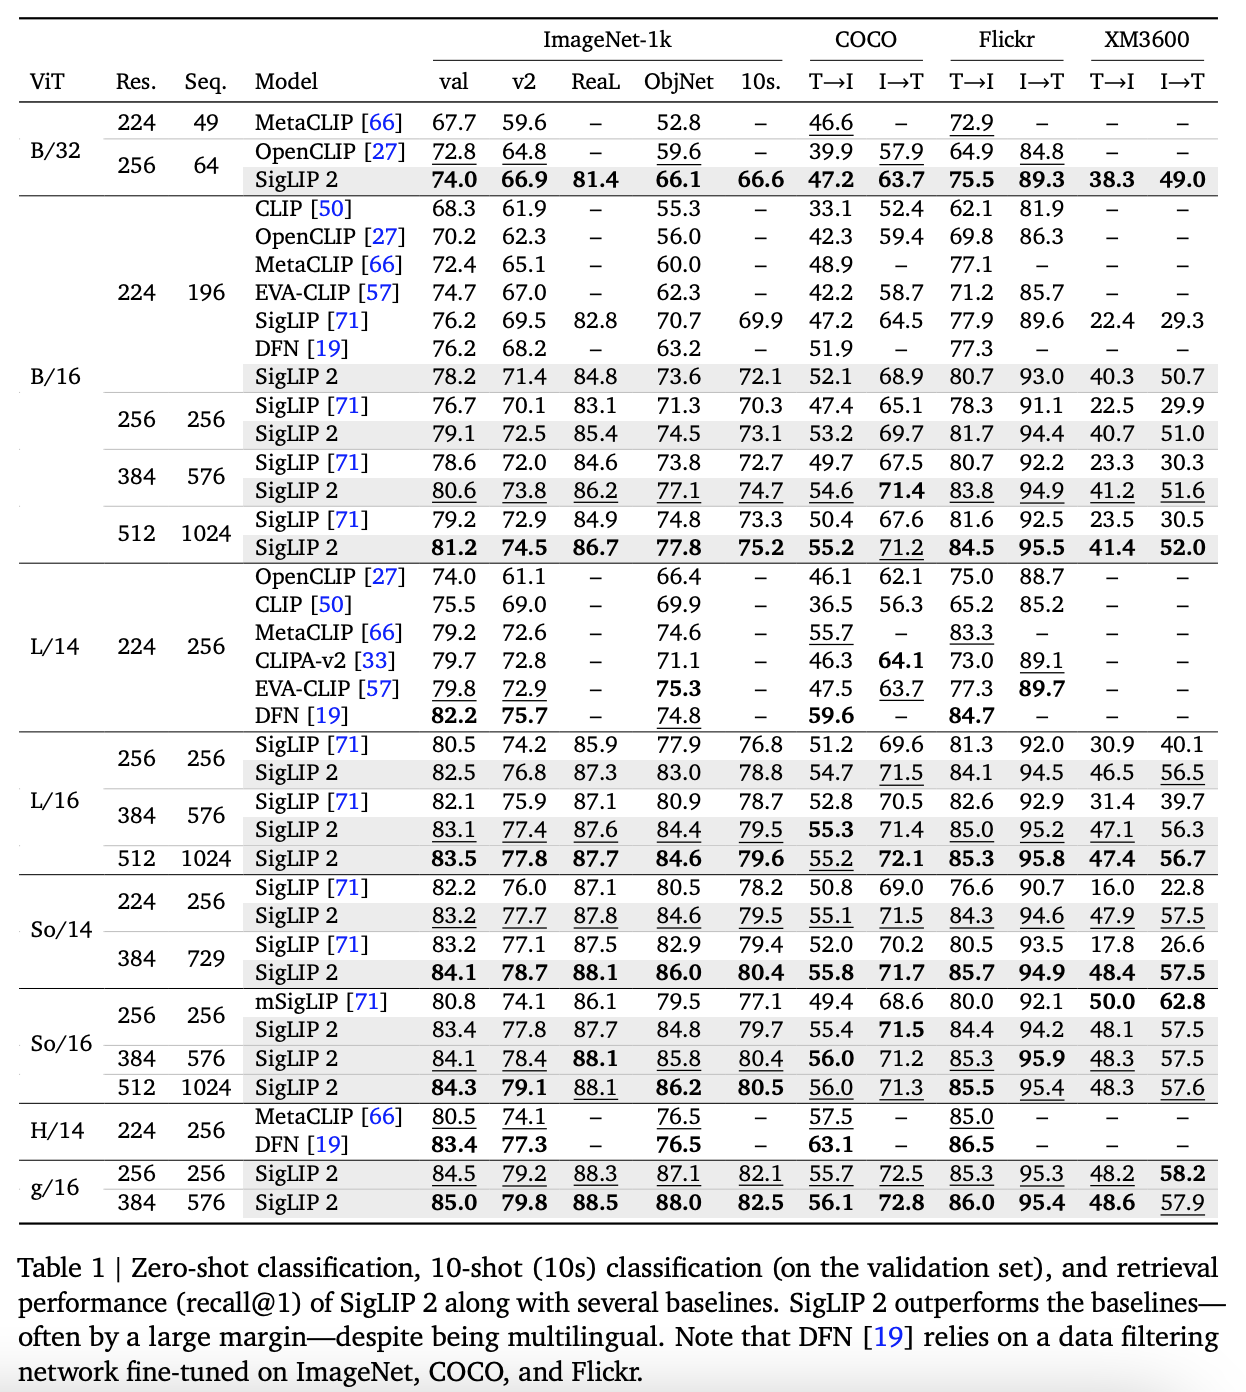 ImageNet-1k COCO Flickr XM3600
ViT Res. Seq. Model val v2 ReaL ObjNet 10s. T→I I→T T→I I→T T→I I→T
B/32 224 49 MetaCLIP [66] 67.7 59.6 – 52.8 – 46.6 – 72.9 – – –
256 64 OpenCLIP [27] 72.8 64.8 – 59.6 – 39.9 57.9 64.9 84.8 – –
SigLIP 2 74.0 66.9 81.4 66.1 66.6 47.2 63.7 75.5 89.3 38.3 49.0
B/16 224 196 CLIP [50] 68.3 61.9 – 55.3 – 33.1 52.4 62.1 81.9 – –
OpenCLIP [27] 70.2 62.3 – 56.0 – 42.3 59.4 69.8 86.3 – –
MetaCLIP [66] 72.4 65.1 – 60.0 – 48.9 – 77.1 – – –
EVA-CLIP [57] 74.7 67.0 – 62.3 – 42.2 58.7 71.2 85.7 – –
SigLIP [71] 76.2 69.5 82.8 70.7 69.9 47.2 64.5 77.9 89.6 22.4 29.3
DFN [19] 76.2 68.2 – 63.2 – 51.9 – 77.3 – – –
SigLIP 2 78.2 71.4 84.8 73.6 72.1 52.1 68.9 80.7 93.0 40.3 50.7
256 256 SigLIP [71] 76.7 70.1 83.1 71.3 70.3 47.4 65.1 78.3 91.1 22.5 29.9
SigLIP 2 79.1 72.5 85.4 74.5 73.1 53.2 69.7 81.7 94.4 40.7 51.0
384 576 SigLIP [71] 78.6 72.0 84.6 73.8 72.7 49.7 67.5 80.7 92.2 23.3 30.3
SigLIP 2 80.6 73.8 86.2 77.1 74.7 54.6 71.4 83.8 94.9 41.2 51.6
512 1024 SigLIP [71] 79.2 72.9 84.9 74.8 73.3 50.4 67.6 81.6 92.5 23.5 30.5
SigLIP 2 81.2 74.5 86.7 77.8 75.2 55.2 71.2 84.5 95.5 41.4 52.0
L/14 224 256 OpenCLIP [27] 74.0 61.1 – 66.4 – 46.1 62.1 75.0 88.7 – –
CLIP [50] 75.5 69.0 – 69.9 – 36.5 56.3 65.2 85.2 – –
MetaCLIP [66] 79.2 72.6 – 74.6 – 55.7 – 83.3 – – –
CLIPA-v2 [33] 79.7 72.8 – 71.1 – 46.3 64.1 73.0 89.1 – –
EVA-CLIP [57] 79.8 72.9 – 75.3 – 47.5 63.7 77.3 89.7 – –
DFN [19] 82.2 75.7 – 74.8 – 59.6 – 84.7 – – –
L/16 256 256 SigLIP [71] 80.5 74.2 85.9 77.9 76.8 51.2 69.6 81.3 92.0 30.9 40.1
SigLIP 2 82.5 76.8 87.3 83.0 78.8 54.7 71.5 84.1 94.5 46.5 56.5
384 576 SigLIP [71] 82.1 75.9 87.1 80.9 78.7 52.8 70.5 82.6 92.9 31.4 39.7
SigLIP 2 83.1 77.4 87.6 84.4 79.5 55.3 71.4 85.0 95.2 47.1 56.3
512 1024 SigLIP 2 83.5 77.8 87.7 84.6 79.6 55.2 72.1 85.3 95.8 47.4 56.7
So/14 224 256 SigLIP [71] 82.2 76.0 87.1 80.5 78.2 50.8 69.0 76.6 90.7 16.0 22.8
SigLIP 2 83.2 77.7 87.8 84.6 79.5 55.1 71.5 84.3 94.6 47.9 57.5
384 729 SigLIP [71] 83.2 77.1 87.5 82.9 79.4 52.0 70.2 80.5 93.5 17.8 26.6
SigLIP 2 84.1 78.7 88.1 86.0 80.4 55.8 71.7 85.7 94.9 48.4 57.5
So/16 256 256 mSigLIP [71] 80.8 74.1 86.1 79.5 77.1 49.4 68.6 80.0 92.1 50.0 62.8
SigLIP 2 83.4 77.8 87.7 84.8 79.7 55.4 71.5 84.4 94.2 48.1 57.5
384 576 SigLIP 2 84.1 78.4 88.1 85.8 80.4 56.0 71.2 85.3 95.9 48.3 57.5
512 1024 SigLIP 2 84.3 79.1 88.1 86.2 80.5 56.0 71.3 85.5 95.4 48.3 57.6
H/14 224 256 MetaCLIP [66] 80.5 74.1 – 76.5 – 57.5 – 85.0 – – –
DFN [19] 83.4 77.3 – 76.5 – 63.1 – 86.5 – – –
g/16 256 256 SigLIP 2 84.5 79.2 88.3 87.1 82.1 55.7 72.5 85.3 95.3 48.2 58.2
384 576 SigLIP 2 85.0 79.8 88.5 88.0 82.5 56.1 72.8 86.0 95.4 48.6 57.9
Table 1 | Zero-shot classification, 10-shot (10s) classification (on the validation set), and retrieval
performance (recall@1) of SigLIP 2 along with several baselines. SigLIP 2 outperforms the baselines—
often by a large margin—despite being multilingual. Note that DFN [19] relies on a data filtering
network fine-tuned on ImageNet, COCO, and Flickr.